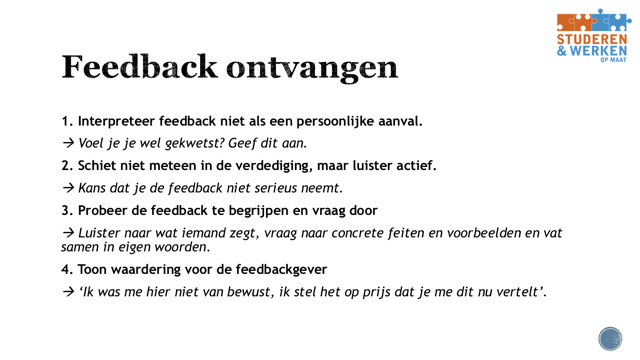 STUDEREN
& WERKEN
OP MAAT
Feedback ontvangen
1. Interpreteer feedback niet als een persoonlijke aanval.
→ Voel je je wel gekwetst? Geef dit aan.
2. Schiet niet meteen in de verdediging, maar luister actief.
→ Kans dat je de feedback niet serieus neemt.
3. Probeer de feedback te begrijpen en vraag door
→ Luister naar wat iemand zegt, vraag naar concrete feiten en voorbeelden en vat
samen in eigen woorden.
4. Toon waardering voor de feedbackgever
→ ‘Ik was me hier niet van bewust, ik stel het op prijs dat je me dit nu vertelt’.